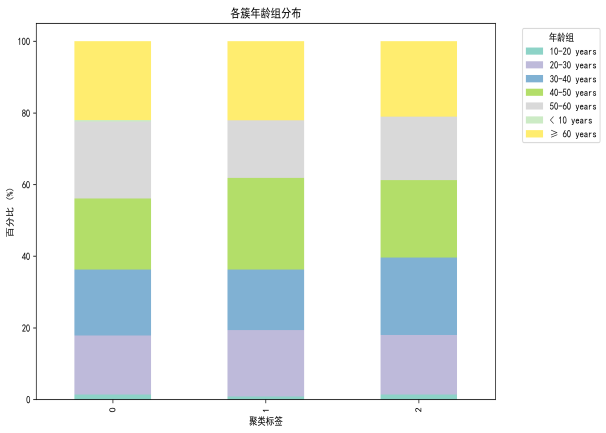 各簇年龄组分布
100
80
60
40
20
0
百分比 (%)
0
1
2
聚类标签
年龄组
10-20 years
20-30 years
30-40 years
40-50 years
50-60 years
< 10 years
≥ 60 years